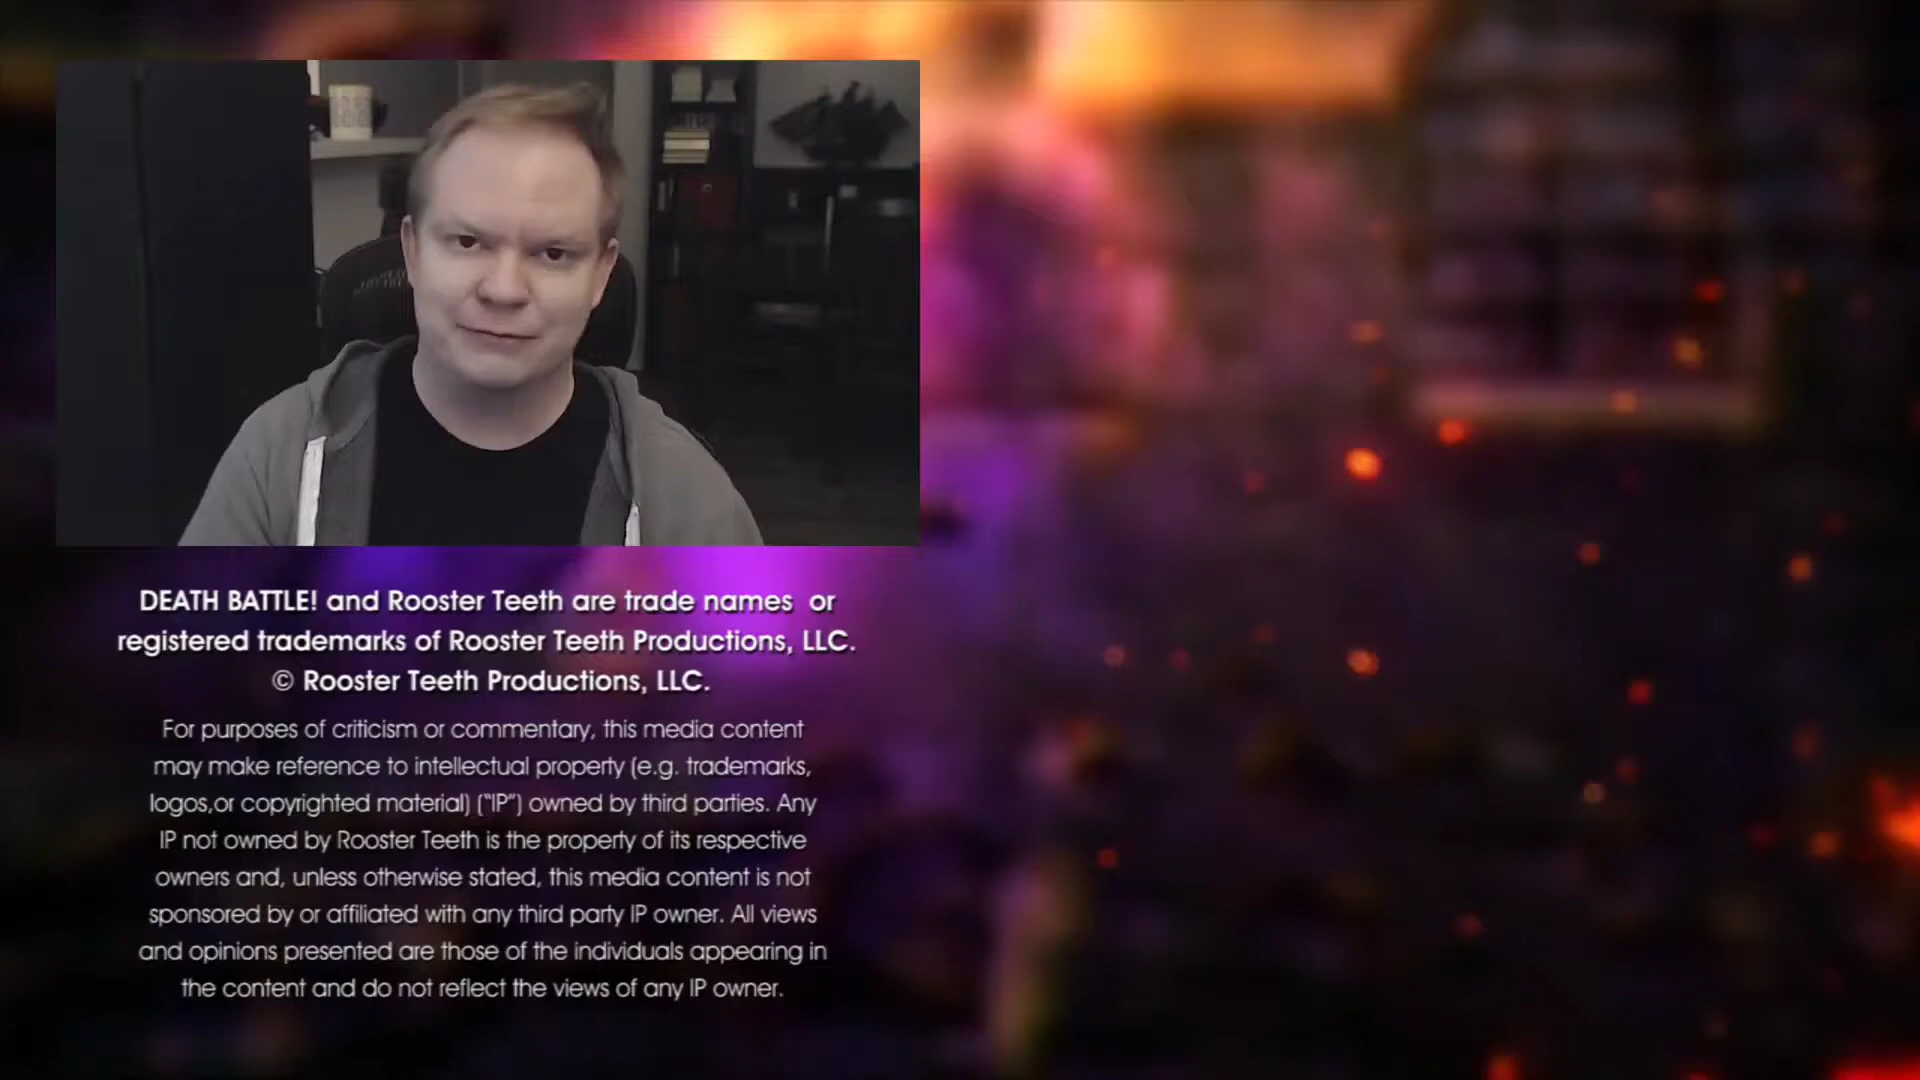 DEATH BATTLE! and Rooster Teeth are trade names or
registered trademarks of Rooster Teeth Productions, LLC.
© Rooster Teeth Productions, LLC.
For purposes of criticism or commentary, this media content
may make reference to intellectual property (e.g. trademarks,
logos,or copyrighted material) (“IP”) owned by third parties. Any
IP not owned by Rooster Teeth is the property of its respective
owners and, unless otherwise stated, this media content is not
sponsored by or affiliated with any third party IP owner. All views
and opinions presented are those of the individuals appearing in
the content and do not reflect the views of any IP owner.